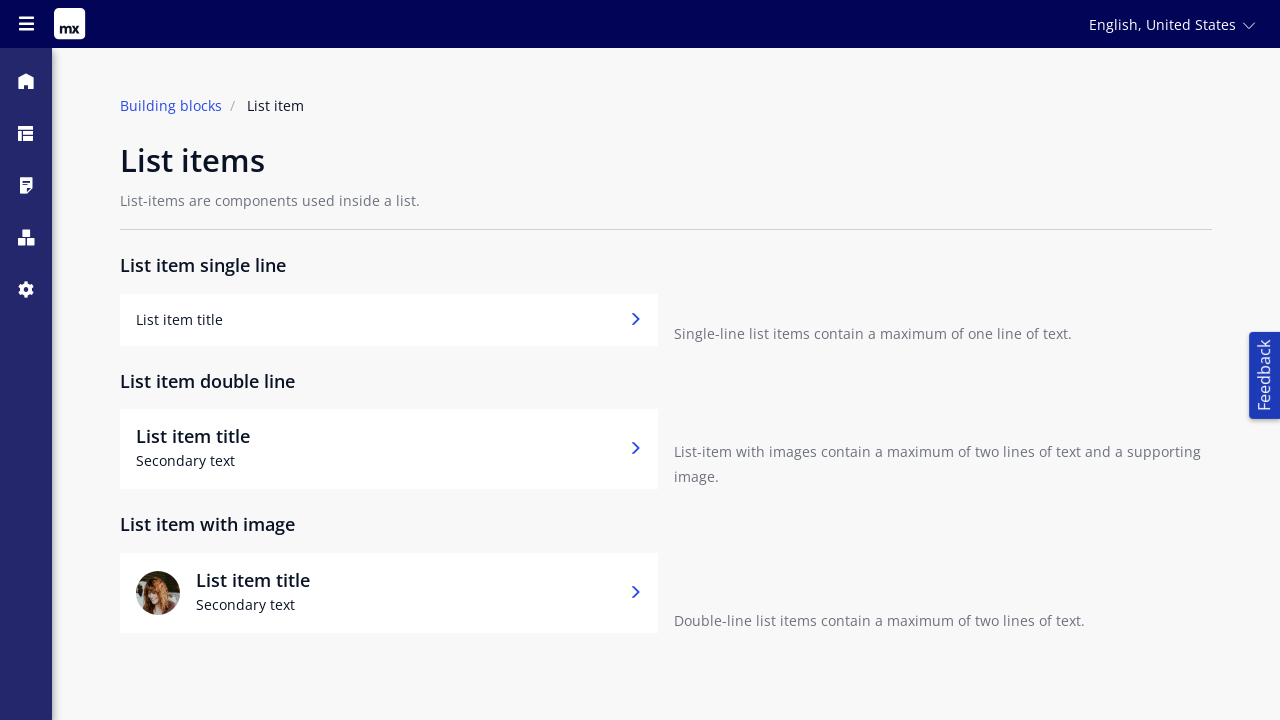 mx
English, United States
Building blocks / List item
List items
List-items are components used inside a list.
List item single line
List item title
Single-line list items contain a maximum of one line of text.
List item double line
List item title
Secondary text
List-item with images contain a maximum of two lines of text and a supporting
image.
List item with image
List item title
Secondary text
Double-line list items contain a maximum of two lines of text.
Feedback